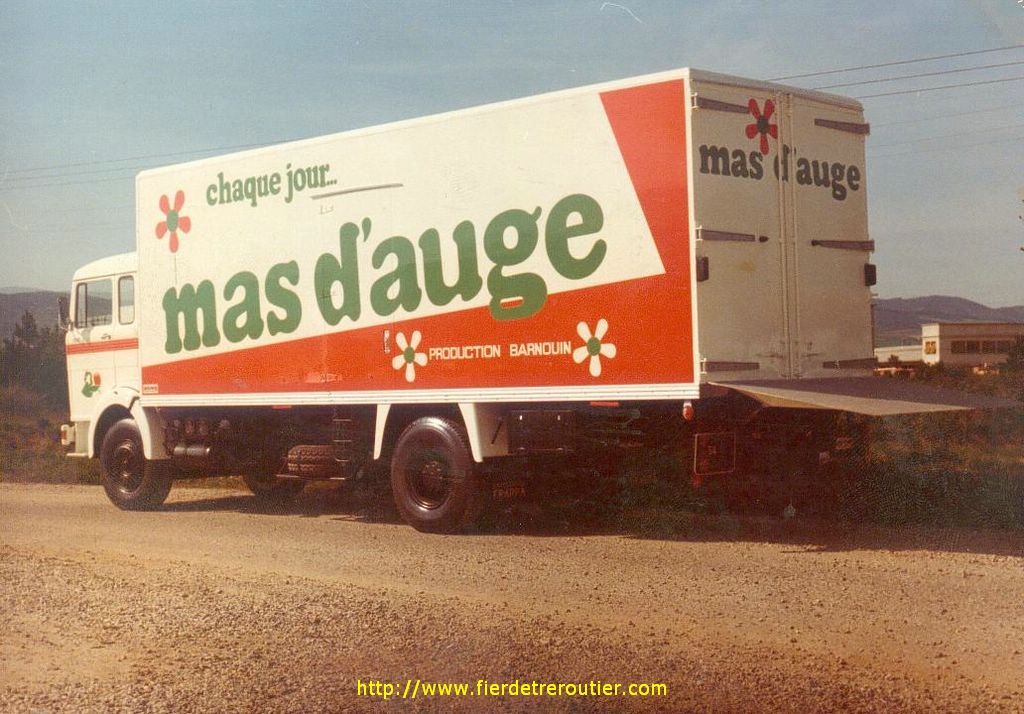 chaque jour...
mas d'auge
PRODUCTION BARNOUIN
mas d'auge
http://www.fierdetreroutier.com